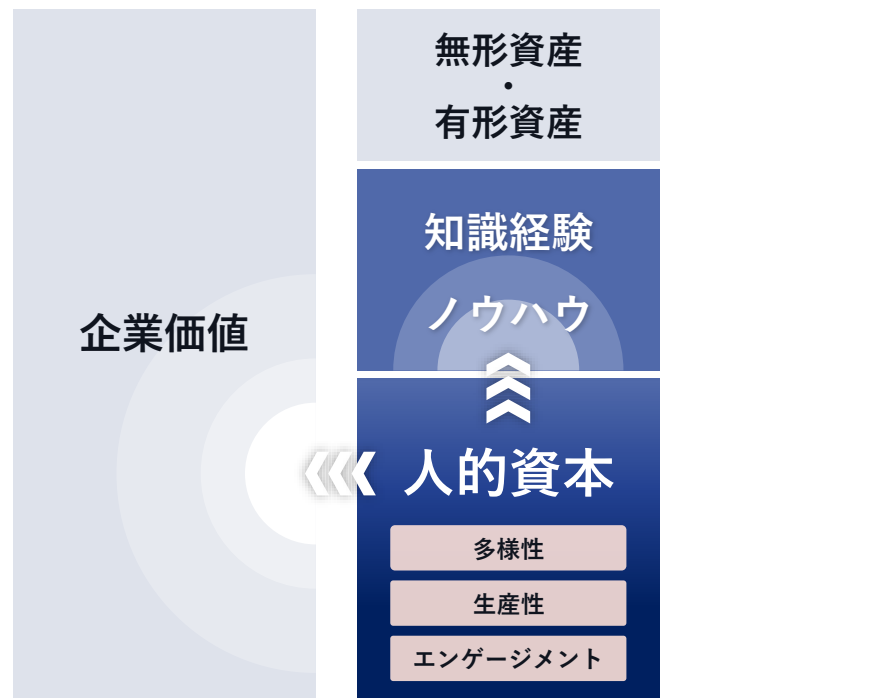 企業価値
無形資産
・
有形資産
知識経験
ノウハウ
人的資本
多様性
生産性
エンゲージメント